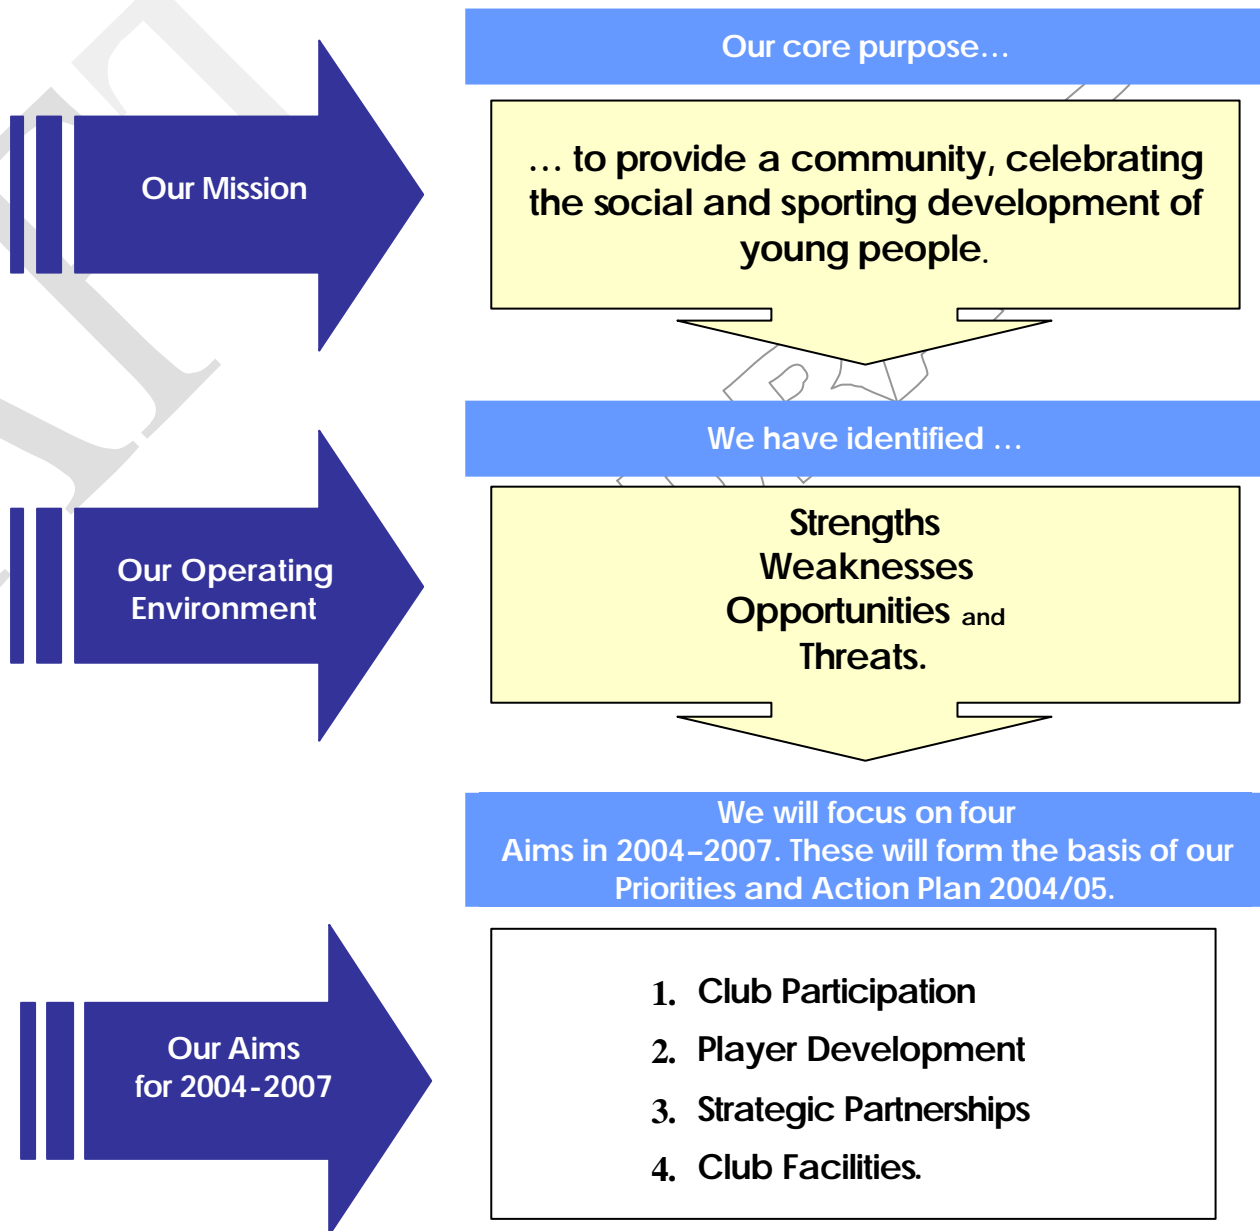 Our core purpose…
Our Mission
… to provide a community, celebrating
the social and sporting development of
young people.
We have identified …
Our Operating
Environment
Strengths
Weaknesses
Opportunities and
Threats.
We will focus on four
Aims in 2004–2007. These will form the basis of our
Priorities and Action Plan 2004/05.
Our Aims
for 2004-2007
1. Club Participation
2. Player Development
3. Strategic Partnerships
4. Club Facilities.